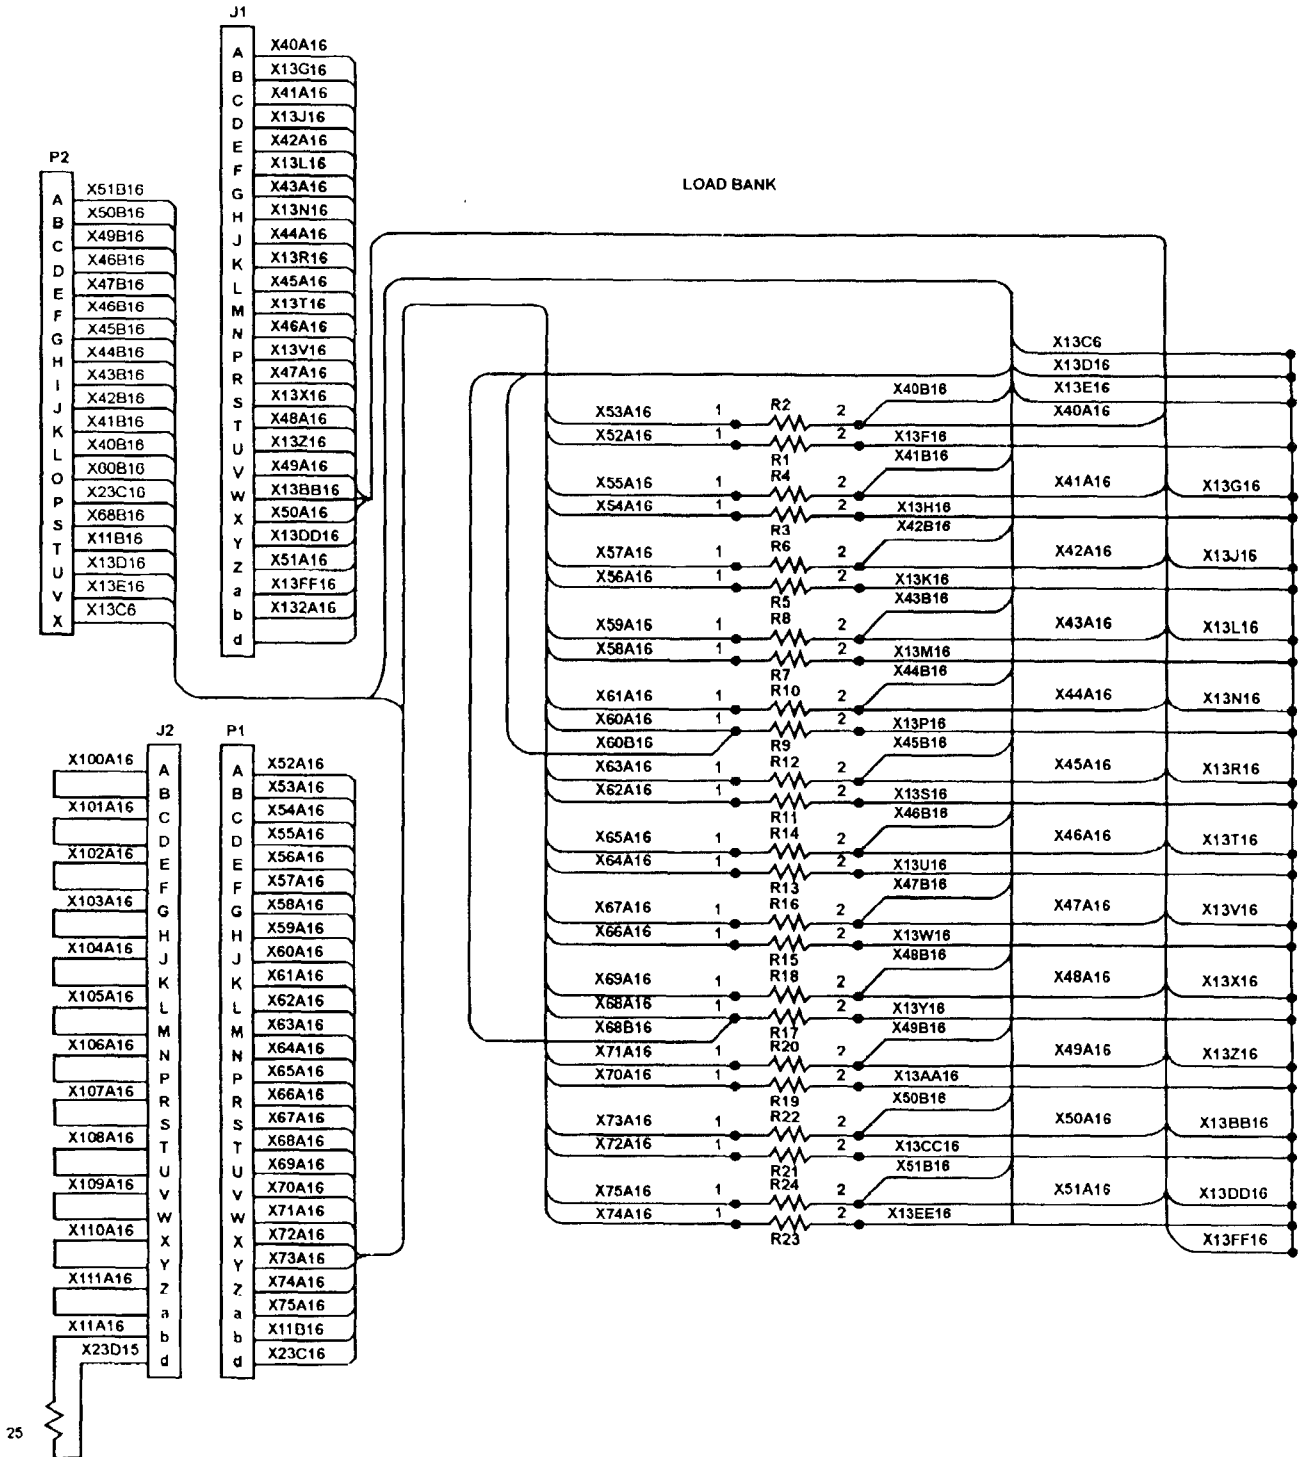 J1
A X40A16
B X13G16
C X41A16
D X13J16
E X42A16
F X13L16
G X43A16
H X13N16
J X44A16
K X13R16
L X45A16
M X13T16
N X46A16
P X13V16
R X47A16
S X13X16
T X48A16
U X13Z16
V X49A16
W X13BB16
X X50A16
Y X13DD16
Z X51A16
a X13FF16
b X132A16
d
P2
A X51B16
B X50B16
C X49B16
D X46B16
E X47B16
F X46B16
G X45B16
H X44B16
I X43B16
J X42B16
K X41B16
L X40B16
O X60B16
P X23C16
S X68B16
T X11B16
U X13D16
V X13E16
X X13C6
LOAD BANK
X13C6
X13D16
X13E16
X40B16
X40A16
X53A16 1 R2 2
X52A16 1 R1 2 X13F16
X41B16
X55A16 1 R4 2 X41A16 X13G16
X54A16 1 R3 2 X13H16
X42B16
X57A16 1 R6 2 X42A16 X13J16
X56A16 1 R5 2 X13K16
X43B16
X59A16 1 R8 2 X43A16 X13L16
X58A16 1 R7 2 X13M16
X44B16
X61A16 1 R10 2 X44A16 X13N16
X60A16 1 R9 2 X13P16
X60B16 X45B16
X63A16 1 R12 2 X45A16 X13R16
X62A16 1 R11 2 X13S16
X46B16
X65A16 1 R14 2 X46A16 X13T16
X64A16 1 R13 2 X13U16
X47B16
X67A16 1 R16 2 X47A16 X13V16
X66A16 1 R15 2 X13W16
X48B16
X69A16 1 R18 2 X48A16 X13X16
X68A16 1 R17 2 X13Y16
X68B16 X49B16
X71A16 1 R20 2 X49A16 X13Z16
X70A16 1 R19 2 X13AA16
X50B16
X73A16 1 R22 2 X50A16 X13BB16
X72A16 1 R21 2 X13CC16
X51B16
X75A16 1 R24 2 X51A16 X13DD16
X74A16 1 R23 2 X13EE16
X13FF16
J2
X100A16 A
B
X101A16 C
D
X102A16 E
F
X103A16 G
H
X104A16 J
K
X105A16 L
M
X106A16 N
P
X107A16 R
S
X108A16 T
U
X109A16 V
W
X110A16 X
Y
X111A16 Z
a
X11A16 b
X23D15 d
25
P1
A X52A16
B X53A16
C X54A16
D X55A16
E X56A16
F X57A16
G X58A16
H X59A16
J X60A16
K X61A16
L X62A16
M X63A16
N X64A16
P X65A16
R X66A16
S X67A16
T X68A16
U X69A16
V X70A16
W X71A16
X X72A16
Y X73A16
Z X74A16
a X75A16
b X11B16
d X23C16